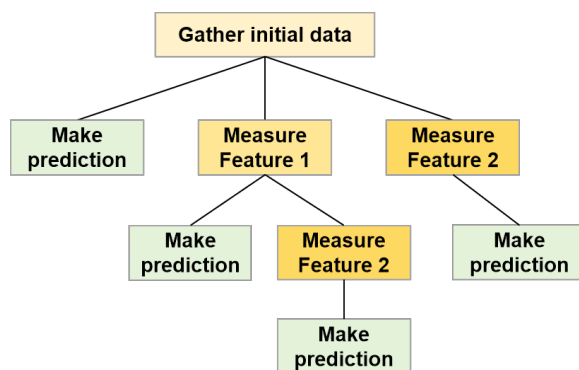 Gather initial data
Make
prediction
Measure
Feature 1
Measure
Feature 2
Make
prediction
Measure
Feature 2
Make
prediction
Make
prediction